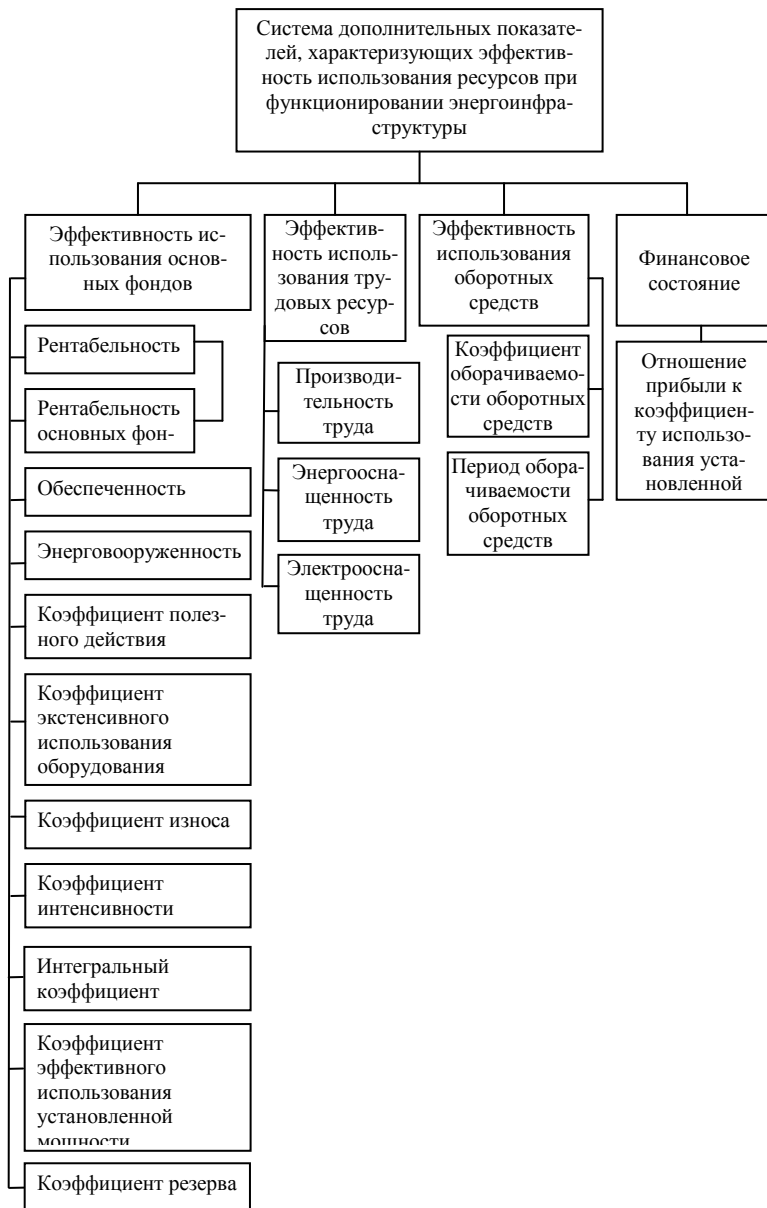 Система дополнительных показате-
лей, характеризующих эффектив-
ность использования ресурсов при
функционировании энергоинфра-
структуры
Эффективность ис-
пользования основ-
ных фондов
Рентабельность
Рентабельность
основных фон-
Обеспеченность
Энерговооруженность
Коэффициент полез-
ного действия
Коэффициент
экстенсивного
использования
оборудования
Коэффициент износа
Коэффициент
интенсивности
Интегральный
коэффициент
Коэффициент
эффективного
использования
установленной
мощности
Коэффициент резерва
Эффектив-
ность исполь-
зования тру-
довых ресур-
сов
Производи-
тельность
труда
Энергоосна-
щенность
труда
Электроосна-
щенность
труда
Эффективность
использования
оборотных
средств
Коэффициент
оборачиваемо-
сти оборотных
средств
Период обора-
чиваемости
оборотных
средств
Финансовое
состояние
Отношение
прибыли к
коэффициен-
ту использо-
вания уста-
новленной